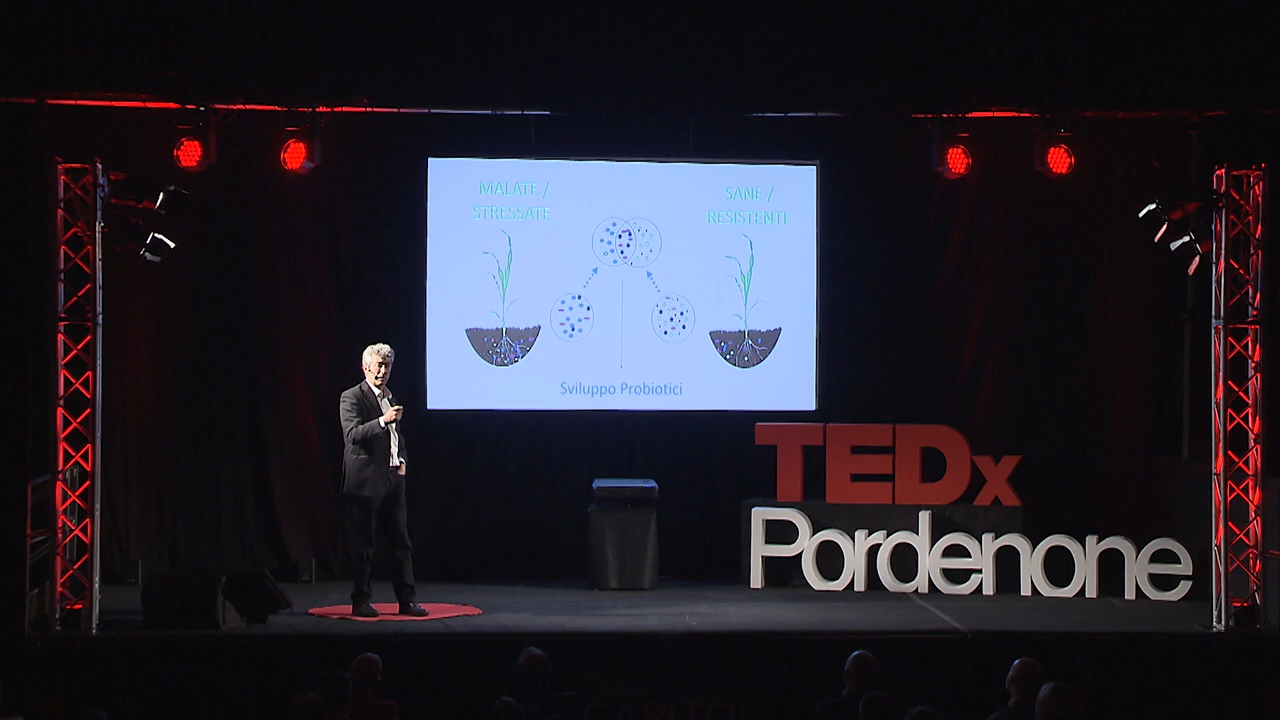 MALATE /
STRESSATE
SANE /
RESISTENTI
Sviluppo Probiotici
TEDx
Pordenone